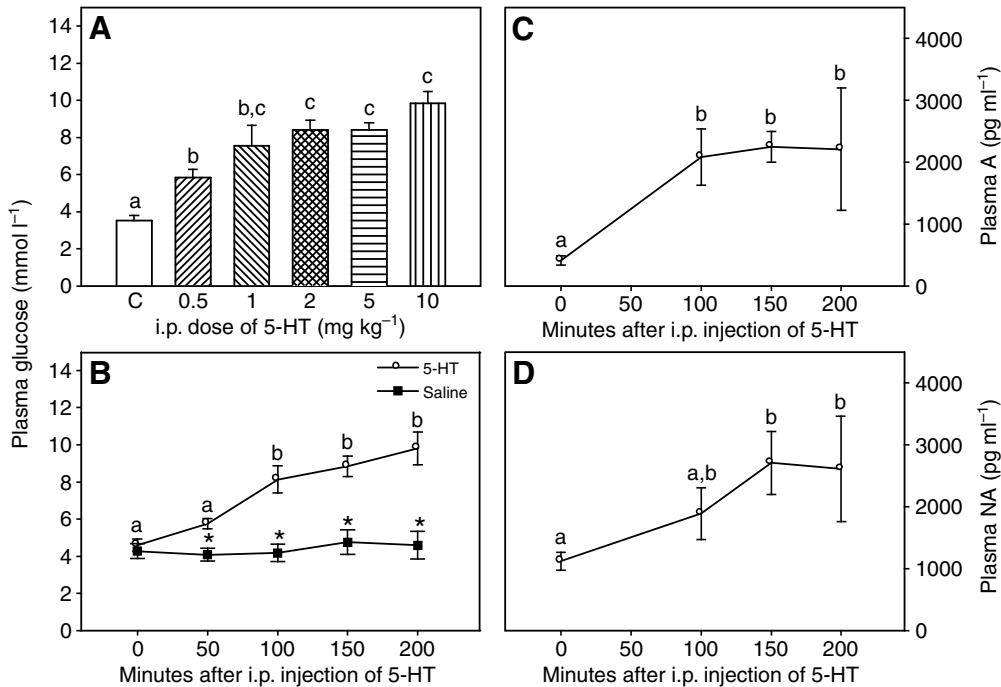 A
Plasma glucose (mmol l⁻¹)
14
12
10
8
6
4
2
0
a
b
b,c
c
c
c
C 0.5 1 2 5 10
i.p. dose of 5-HT (mg kg⁻¹)
B
5-HT
Saline
14
12
10
8
6
4
2
0
a
a
b
b
b
* * * *
0 50 100 150 200
Minutes after i.p. injection of 5-HT
C
a
b
b
b
4000
3000
2000
1000
0
Plasma A (pg ml⁻¹)
0 50 100 150 200
Minutes after i.p. injection of 5-HT
D
a
a,b
b
b
4000
3000
2000
1000
0
Plasma NA (pg ml⁻¹)
0 50 100 150 200
Minutes after i.p. injection of 5-HT